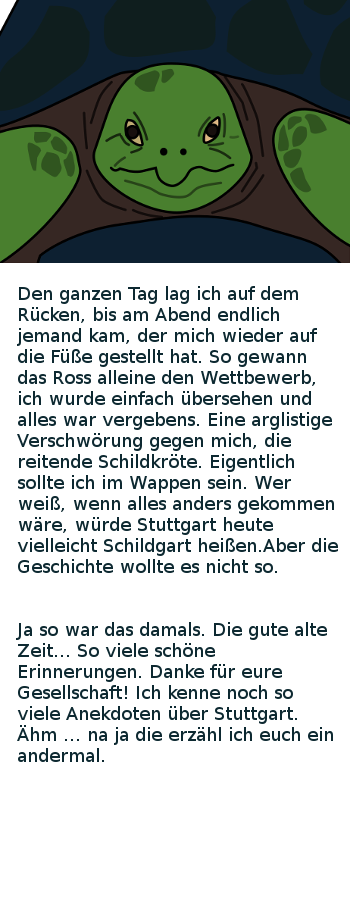 Den ganzen Tag lag ich auf dem
Rücken, bis am Abend endlich
jemand kam, der mich wieder auf
die Füße gestellt hat. So gewann
das Ross alleine den Wettbewerb,
ich wurde einfach übersehen und
alles war vergebens. Eine arglistige
Verschwörung gegen mich, die
reitende Schildkröte. Eigentlich
sollte ich im Wappen sein. Wer
weiß, wenn alles anders gekommen
wäre, würde Stuttgart heute
vielleicht Schildgart heißen.Aber die
Geschichte wollte es nicht so.
Ja so war das damals. Die gute alte
Zeit... So viele schöne
Erinnerungen. Danke für eure
Gesellschaft! Ich kenne noch so
viele Anekdoten über Stuttgart.
Ähm ... na ja die erzähl ich euch ein
andermal.